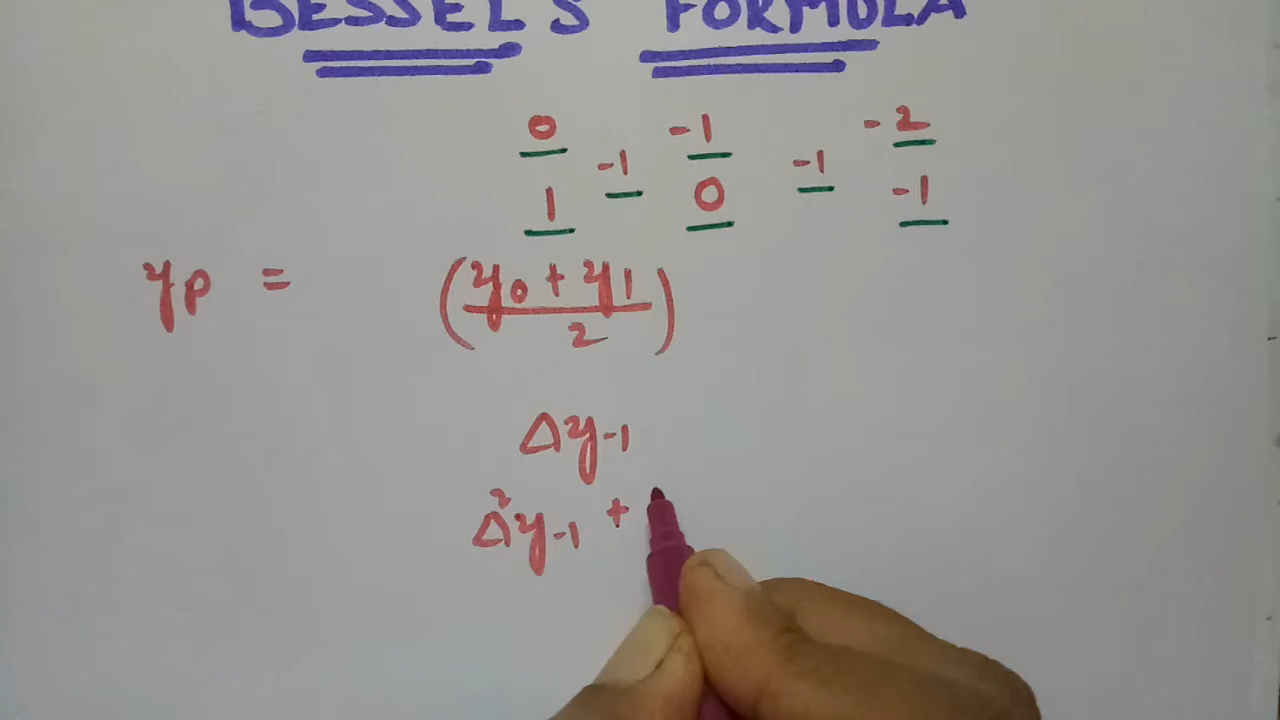 BESSEL'S FORMULA
0 -1 -1 -1 -2
1 0 -1
yp = (y₀ + y₁ / 2)
Δy₋₁
Δ²y₋₁ +